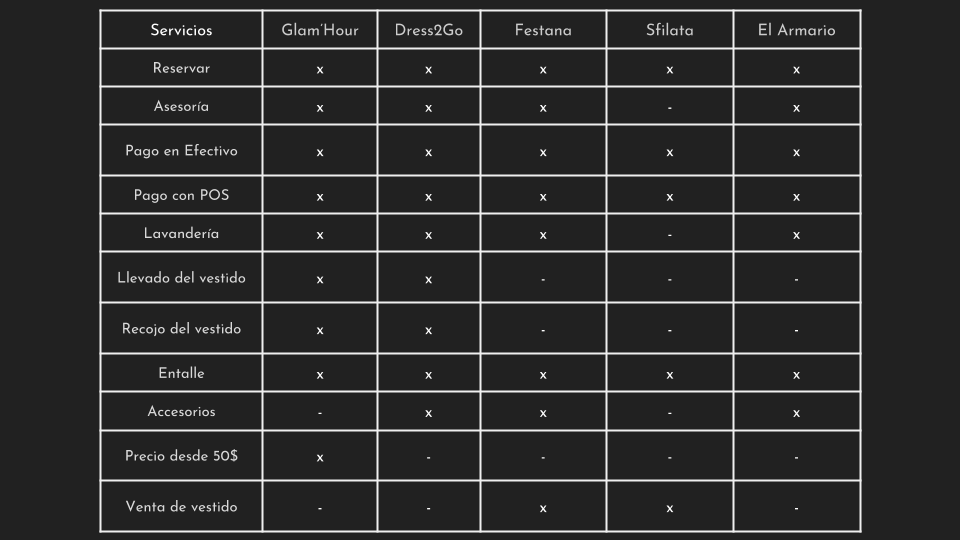 Servicios Glam'Hour Dress2Go Festana Sfilata El Armario
Reservar x x x x x
Asesoría x x x - x
Pago en Efectivo x x x x x
Pago con POS x x x x x
Lavandería x x x - x
Llevado del vestido x x - - -
Recojo del vestido x x - - -
Entalle x x x x x
Accesorios - x x - x
Precio desde 50$ x - - - -
Venta de vestido - - x x -